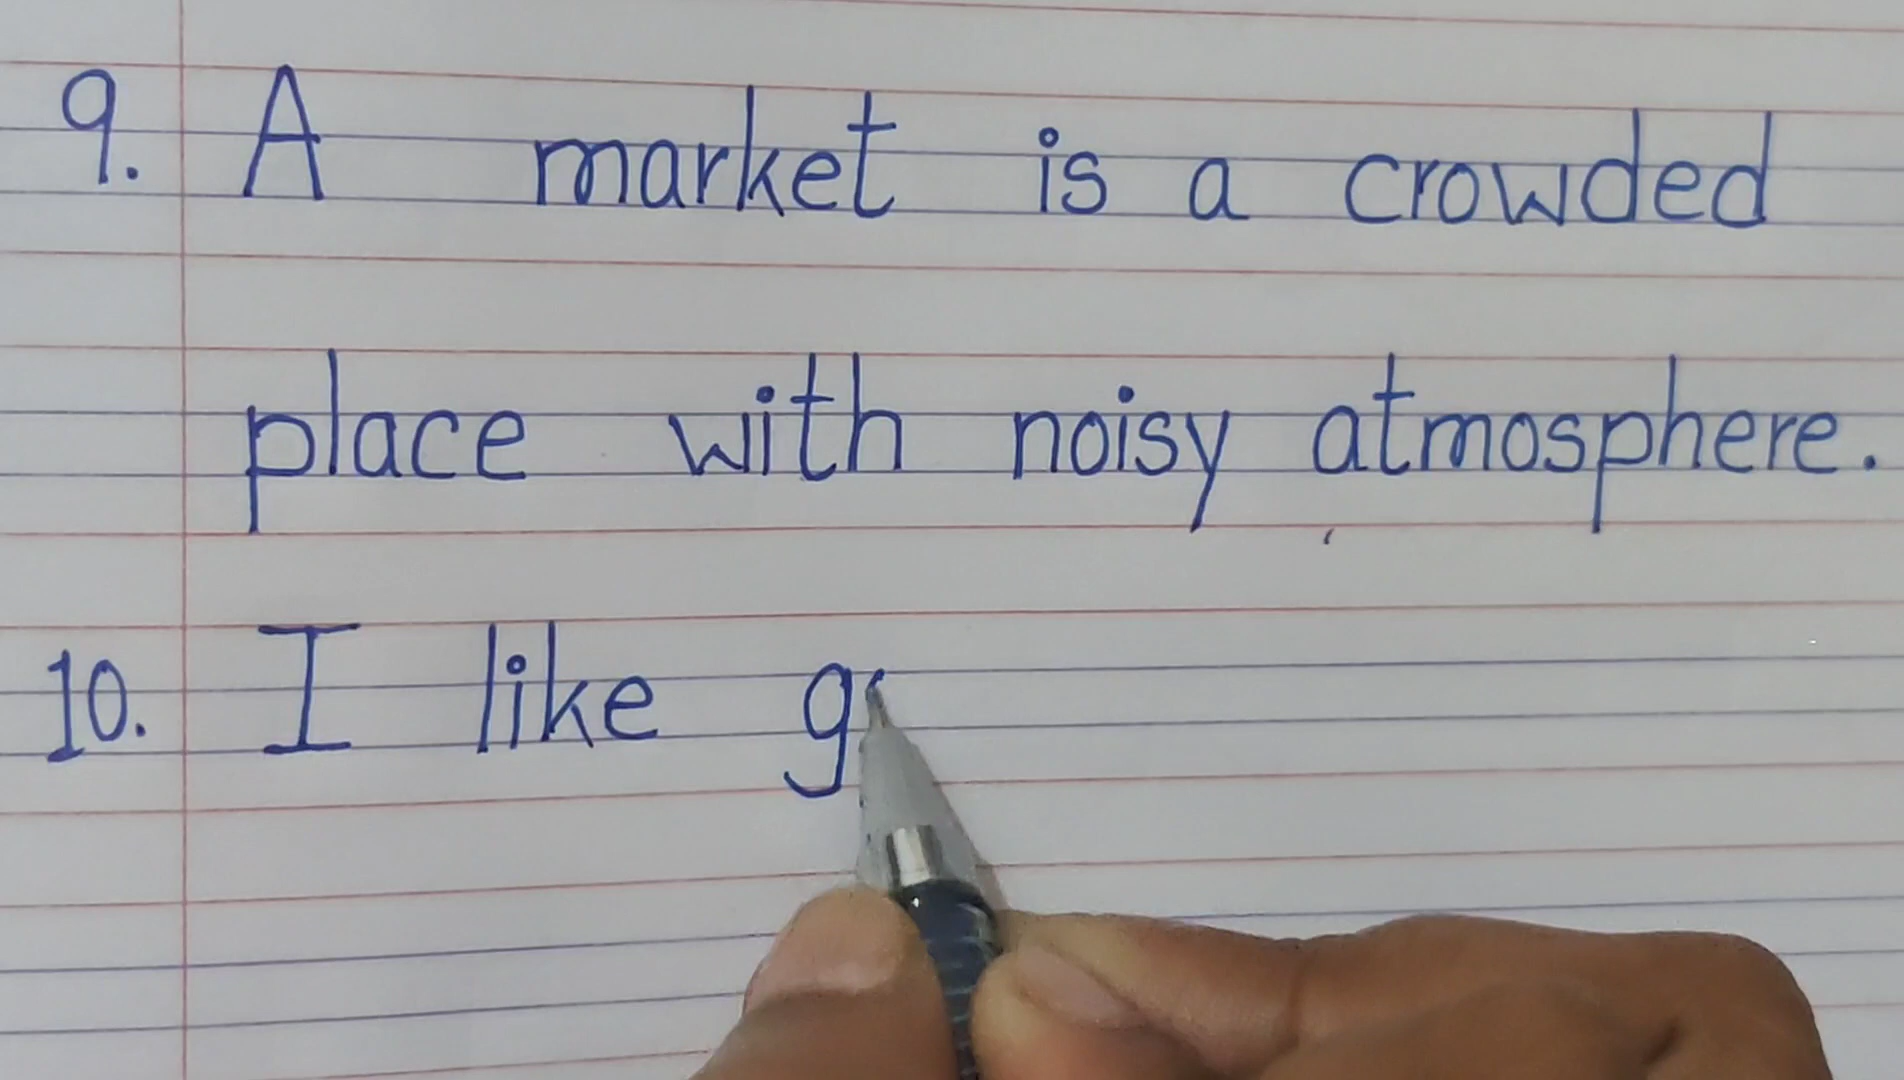 9. A market is a crowded
place with noisy atmosphere.
10. I like g